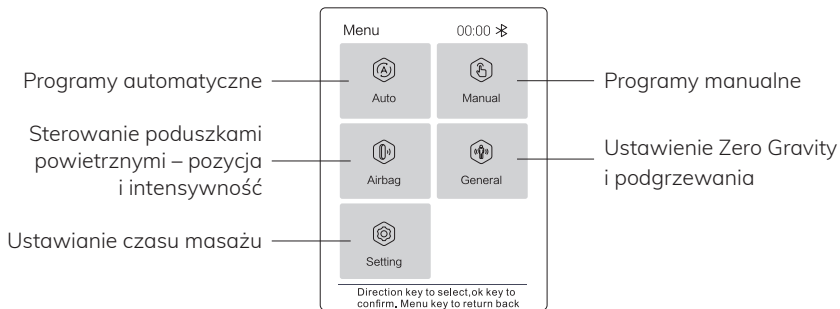 Menu 00:00
Programy automatyczne
Auto
Manual
Programy manualne
Sterowanie poduszkami
powietrznymi – pozycja
i intensywność
Airbag
General
Ustawienie Zero Gravity
i podgrzewania
Ustawianie czasu masażu
Setting
Direction key to select,ok key to
confirm, Menu key to return back